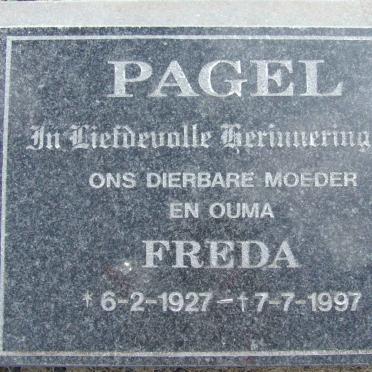 PAGEL
In Liefdevolle Herinnering
ONS DIERBARE MOEDER
EN OUMA
FREDA
* 6-2-1927 – † 7-7-1997